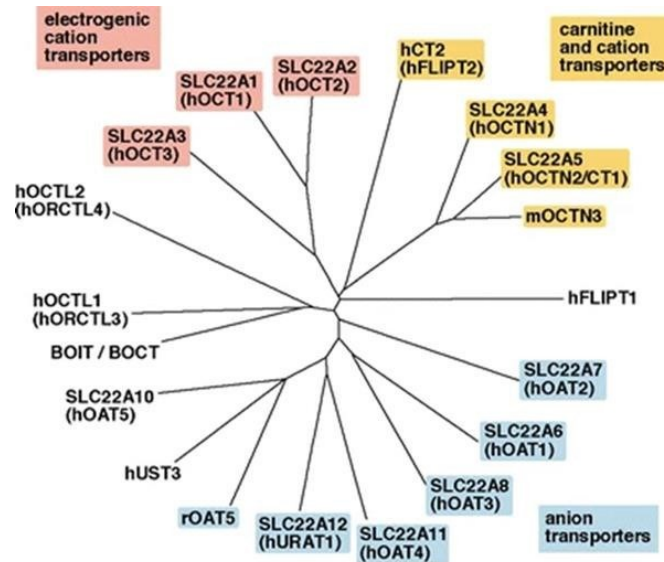 electrogenic
cation
transporters
SLC22A1
(hOCT1)
SLC22A2
(hOCT2)
hCT2
(hFLIPT2)
carnitine
and cation
transporters
SLC22A3
(hOCT3)
SLC22A4
(hOCTN1)
SLC22A5
(hOCTN2/CT1)
mOCTN3
hOCTL2
(hORCTL4)
hOCTL1
(hORCTL3)
hFLIPT1
BOIT / BOCT
SLC22A7
(hOAT2)
SLC22A10
(hOAT5)
SLC22A6
(hOAT1)
hUST3
SLC22A8
(hOAT3)
rOAT5
SLC22A12
(hURAT1)
SLC22A11
(hOAT4)
anion
transporters